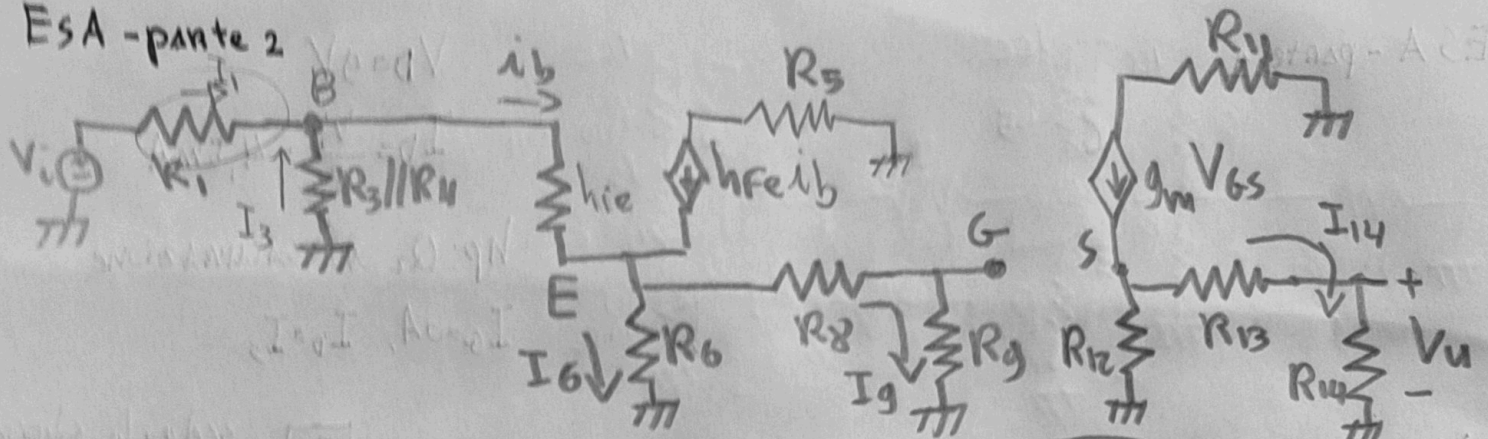 EsA - parte 2
I1
B
ib
R5
R11
Vi
R1
I3
R3//R4
hie
hfe ib
gm VGS
G
S
I14
+
E
I6
R6
R8
I9
R9
R12
R13
R14
Vu
-